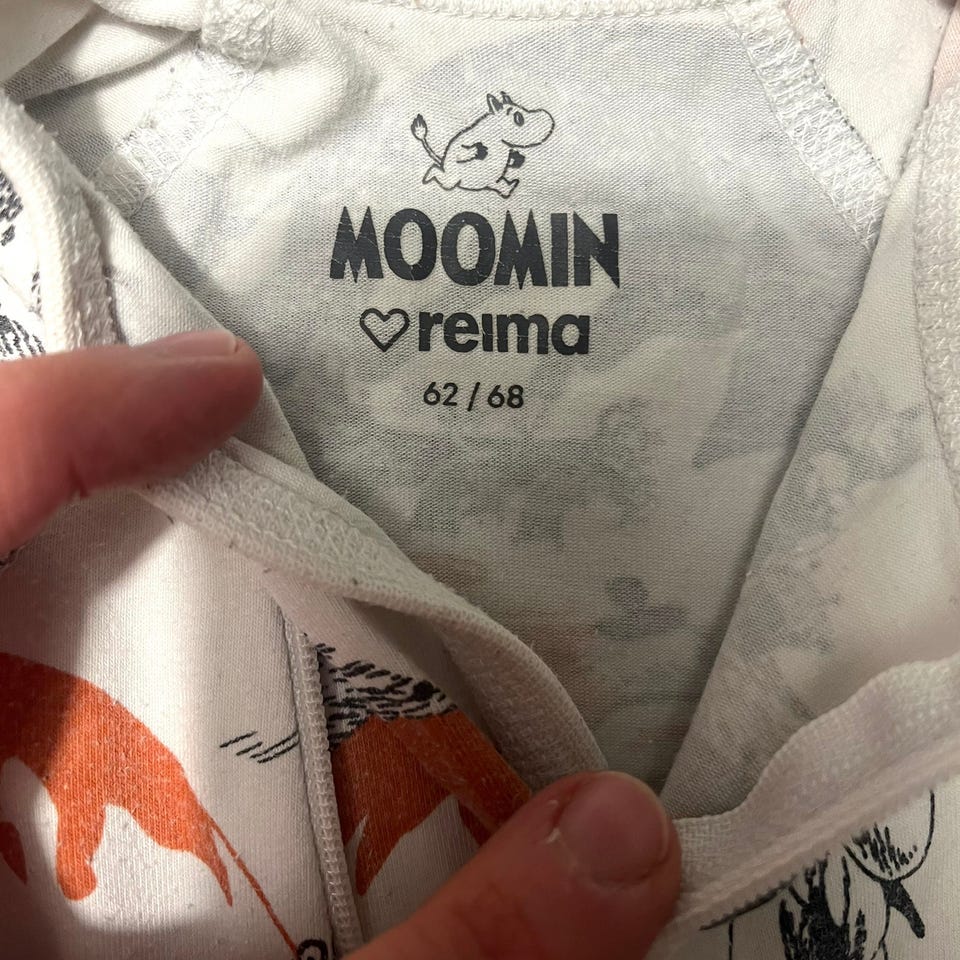 MOOMIN
♡reima
62 / 68